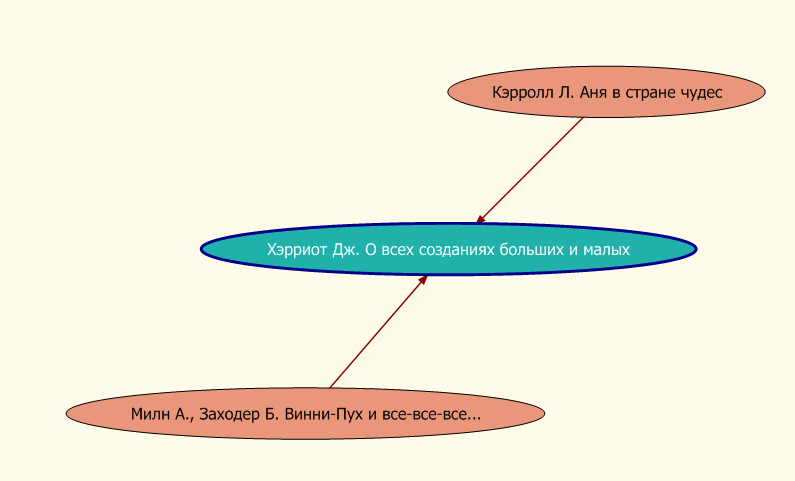 Кэрролл Л. Аня в стране чудес
Хэрриот Дж. О всех созданиях больших и малых
Милн А., Заходер Б. Винни-Пух и все-все-все...